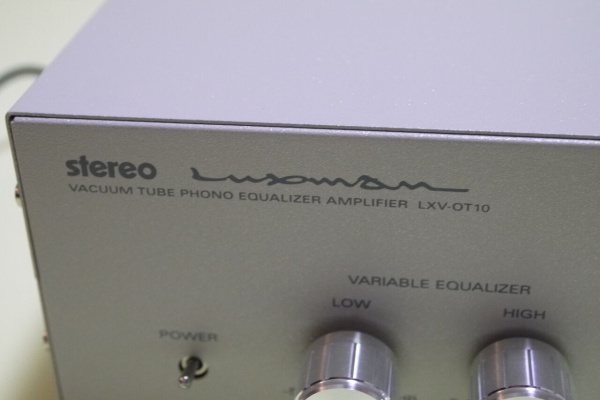 stereo Luxman
VACUUM TUBE PHONO EQUALIZER AMPLIFIER LXV-OT10
VARIABLE EQUALIZER
LOW HIGH
POWER